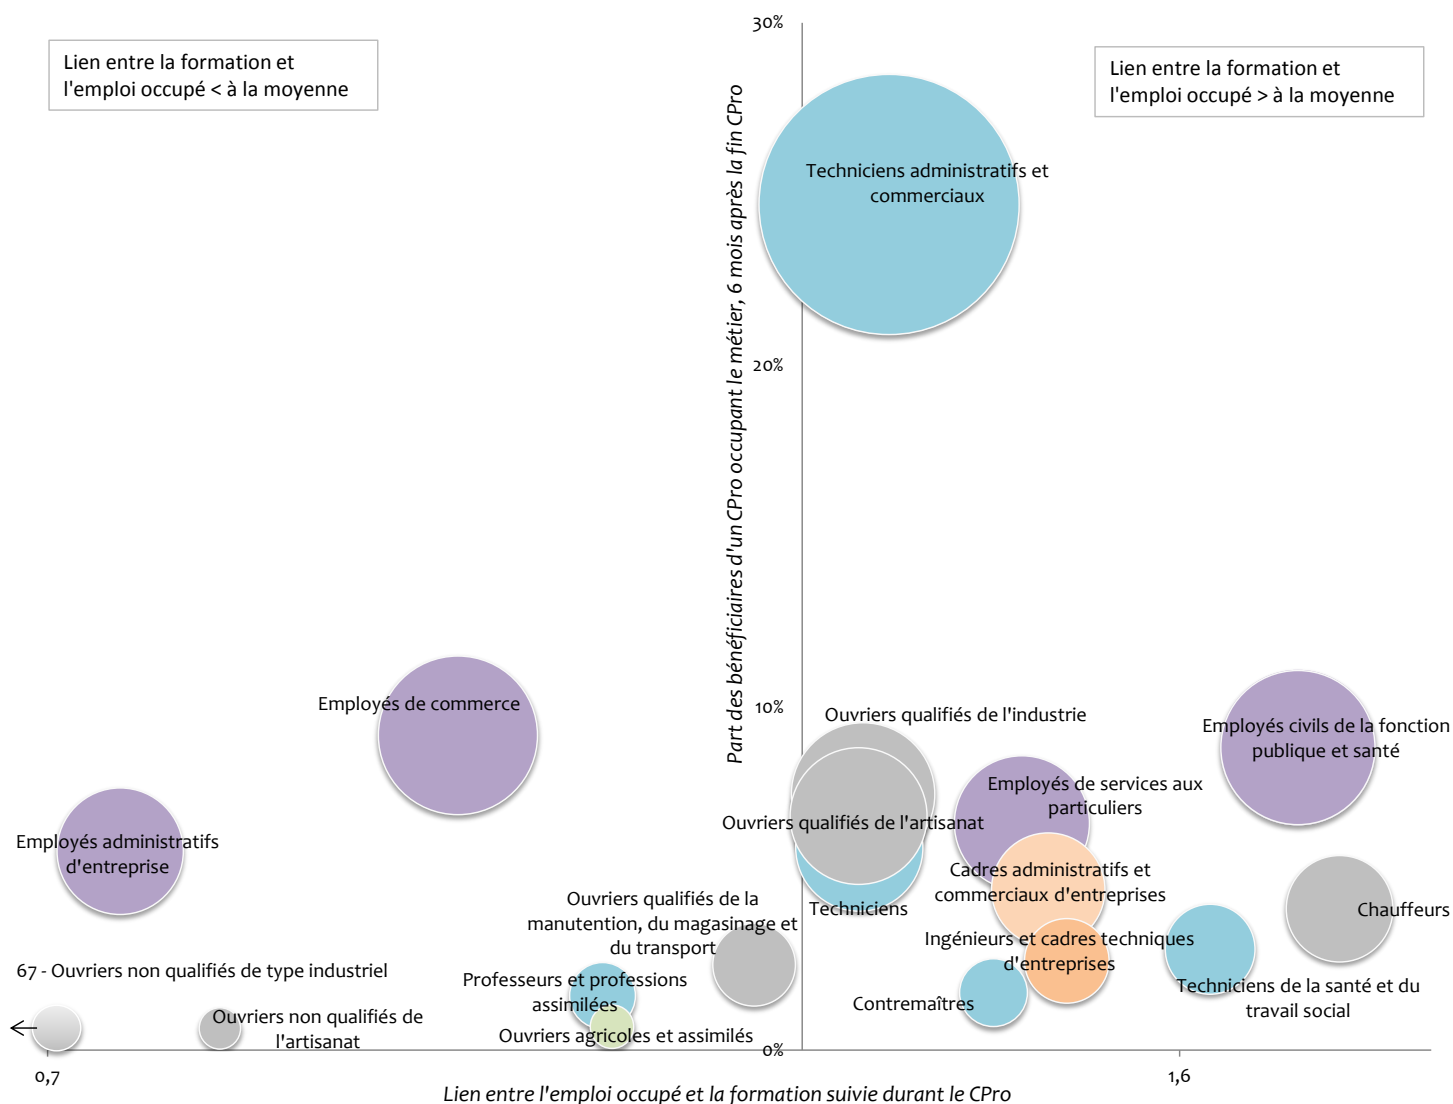 30%
Lien entre la formation et
l'emploi occupé < à la moyenne
Lien entre la formation et
l'emploi occupé > à la moyenne
Part des bénéficiaires d'un CPro occupant le métier, 6 mois après la fin CPro
Techniciens administratifs et
commerciaux
20%
Employés de commerce
10%
Ouvriers qualifiés de l'industrie
Employés civils de la fonction
publique et santé
Employés de services aux
particuliers
Ouvriers qualifiés de l'artisanat
Employés administratifs
d'entreprise
Cadres administratifs et
commerciaux d'entreprises
Ouvriers qualifiés de la
manutention, du magasinage et
du transport
Techniciens
Chauffeurs
Ingénieurs et cadres techniques
d'entreprises
67 - Ouvriers non qualifiés de type industriel
Professeurs et professions
assimilées
Contremaîtres
Techniciens de la santé et du
travail social
Ouvriers non qualifiés de
l'artisanat
Ouvriers agricoles et assimilés
0%
0,7
1,6
Lien entre l'emploi occupé et la formation suivie durant le CPro